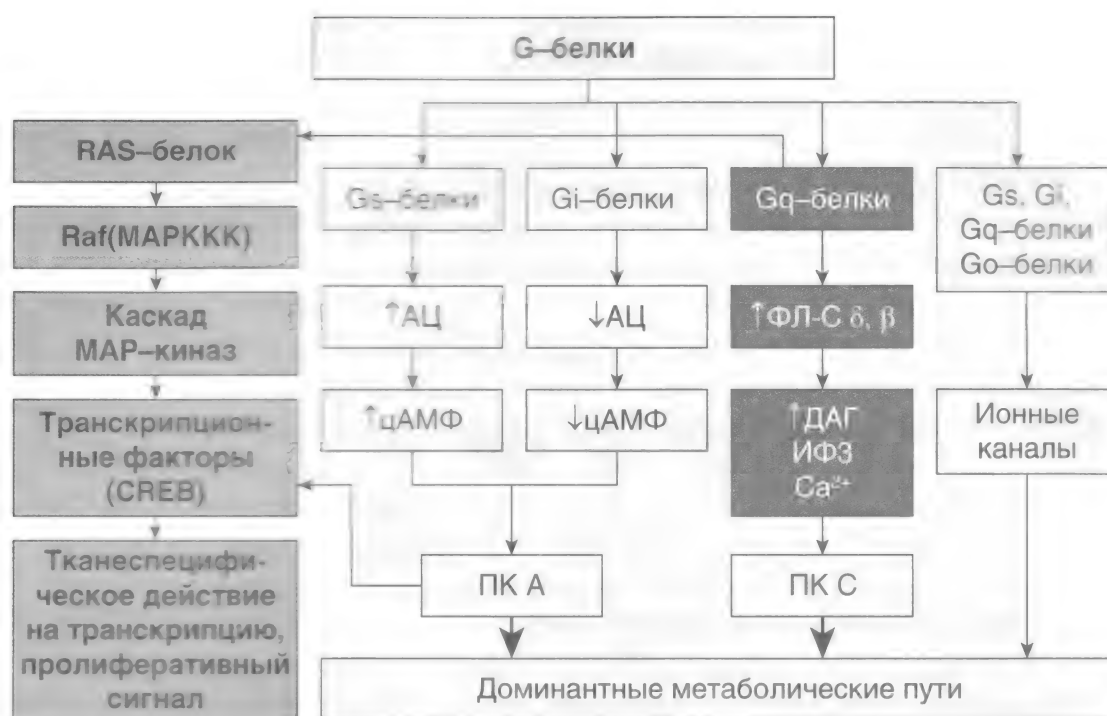 G–белки
RAS–белок
Raf(MAPKKK)
Каскад
МАР–киназ
Транскрипцион-
ные факторы
(CREB)
Тканеспецифи-
ческое действие
на транскрипцию,
пролиферативный
сигнал
Gs–белки
↑АЦ
↑цАМФ
Gi–белки
↓АЦ
↓цАМФ
ПК А
Gq–белки
↑ФЛ-С δ, β
↑ДАГ
ИФЗ
Ca²⁺
ПК С
Gs, Gi,
Gq–белки
Go–белки
Ионные
каналы
Доминантные метаболические пути